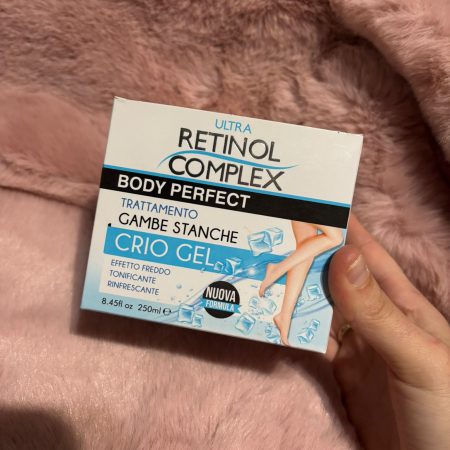 ULTRA
RETINOL
COMPLEX
BODY PERFECT
TRATTAMENTO
GAMBE STANCHE
CRIO GEL
EFFETTO FREDDO
TONIFICANTE
RINFRESCANTE
NUOVA
FORMULA
8.45fl oz 250ml ℮